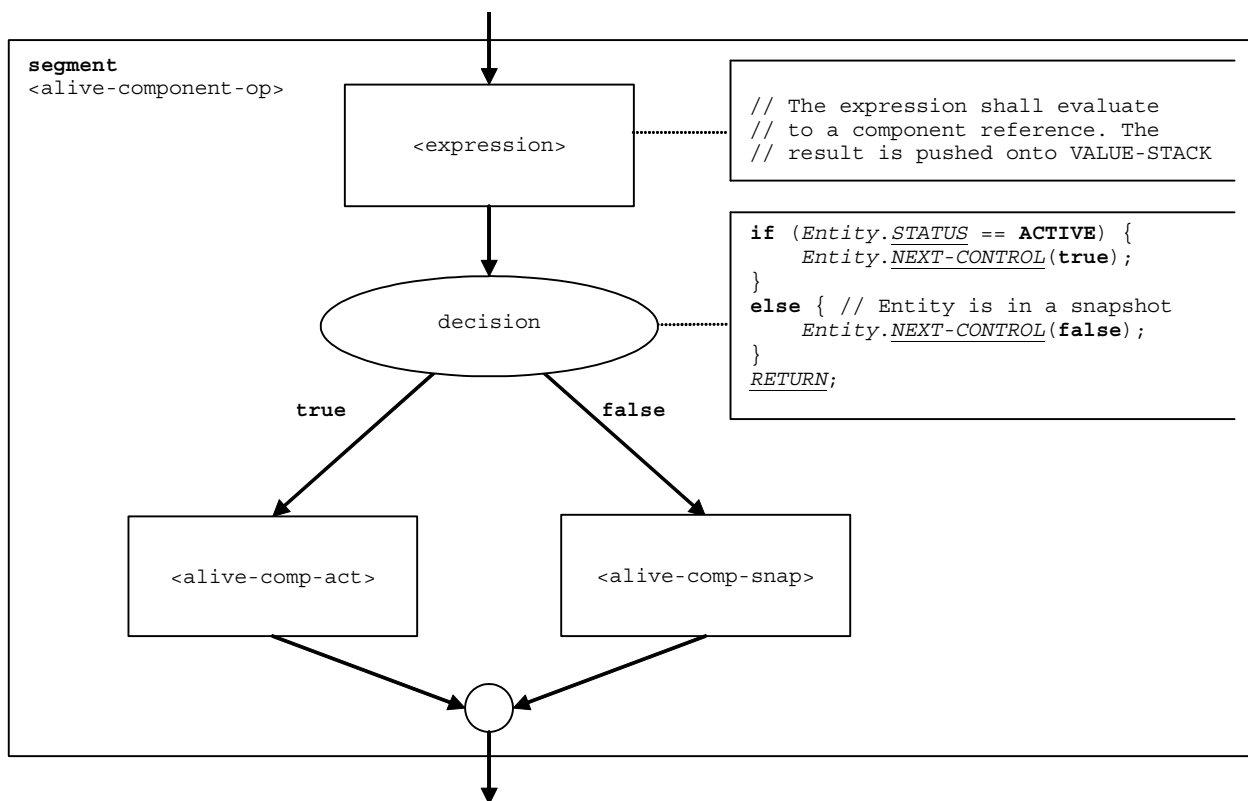 segment
<alive-component-op>
<expression>
// The expression shall evaluate
// to a component reference. The
// result is pushed onto VALUE-STACK
decision
if (Entity.STATUS == ACTIVE) {
Entity.NEXT-CONTROL(true);
}
else { // Entity is in a snapshot
Entity.NEXT-CONTROL(false);
}
RETURN;
true
false
<alive-comp-act>
<alive-comp-snap>